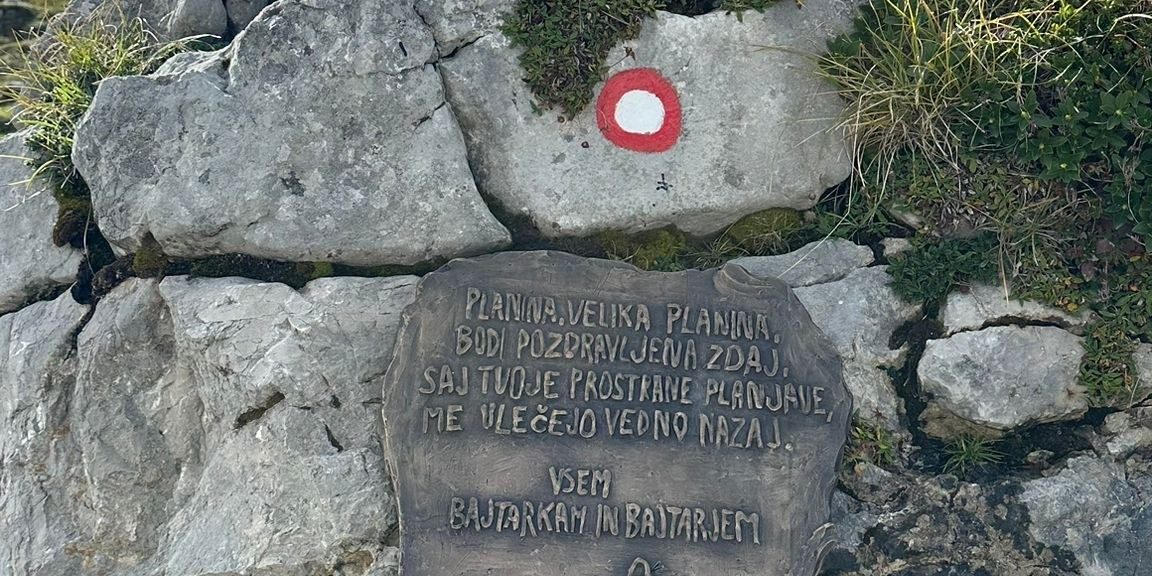 PLANINA, VELIKA PLANINA,
BODI POZDRAVLJENA ZDAJ,
SAJ TVOJE PROSTRANE PLANJAVE,
ME VLEČEJO VEDNO NAZAJ.
VSEM
BAJTARKAM IN BAJTARJEM